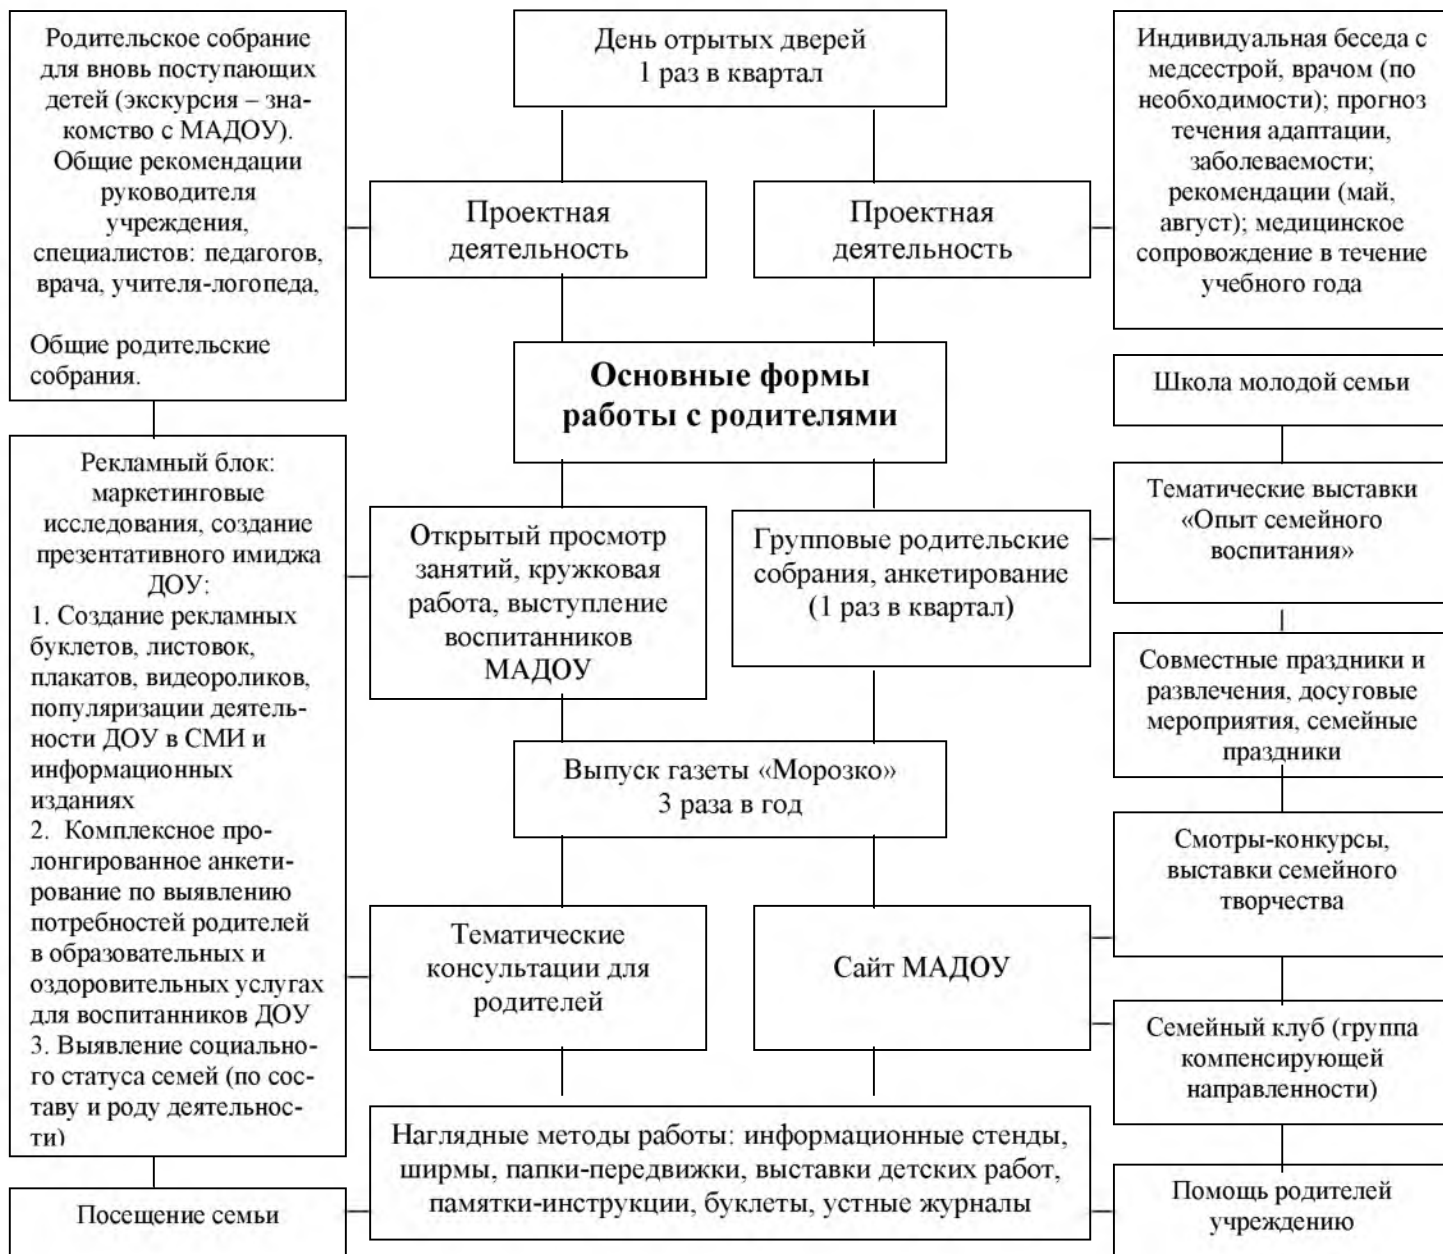 Родительское собрание
для вновь поступающих
детей (экскурсия – зна-
комство с МАДОУ).
Общие рекомендации
руководителя
учреждения,
специалистов: педагогов,
врача, учителя-логопеда,
Общие родительские
собрания.
День отрытых дверей
1 раз в квартал
Индивидуальная беседа с
медсестрой, врачом (по
необходимости); прогноз
течения адаптации,
заболеваемости;
рекомендации (май,
август); медицинское
сопровождение в течение
учебного года
Проектная
деятельность
Проектная
деятельность
Основные формы
работы с родителями
Школа молодой семьи
Рекламный блок:
маркетинговые
исследования, создание
презентативного имиджа
ДОУ:
1. Создание рекламных
буклетов, листовок,
плакатов, видеороликов,
популяризации деятель-
ности ДОУ в СМИ и
информационных
изданиях
2. Комплексное про-
лонгированное анкети-
рование по выявлению
потребностей родителей
в образовательных и
оздоровительных услугах
для воспитанников ДОУ
3. Выявление социально-
го статуса семей (по сос-
таву и роду деятельнос-
ти)
Открытый просмотр
занятий, кружковая
работа, выступление
воспитанников
МАДОУ
Групповые родительские
собрания, анкетирование
(1 раз в квартал)
Тематические выставки
«Опыт семейного
воспитания»
Совместные праздники и
развлечения, досуговые
мероприятия, семейные
праздники
Выпуск газеты «Морозко»
3 раза в год
Смотры-конкурсы,
выставки семейного
творчества
Тематические
консультации для
родителей
Сайт МАДОУ
Семейный клуб (группа
компенсирующей
направленности)
Наглядные методы работы: информационные стенды,
ширмы, папки-передвижки, выставки детских работ,
памятки-инструкции, буклеты, устные журналы
Посещение семьи
Помощь родителей
учреждению